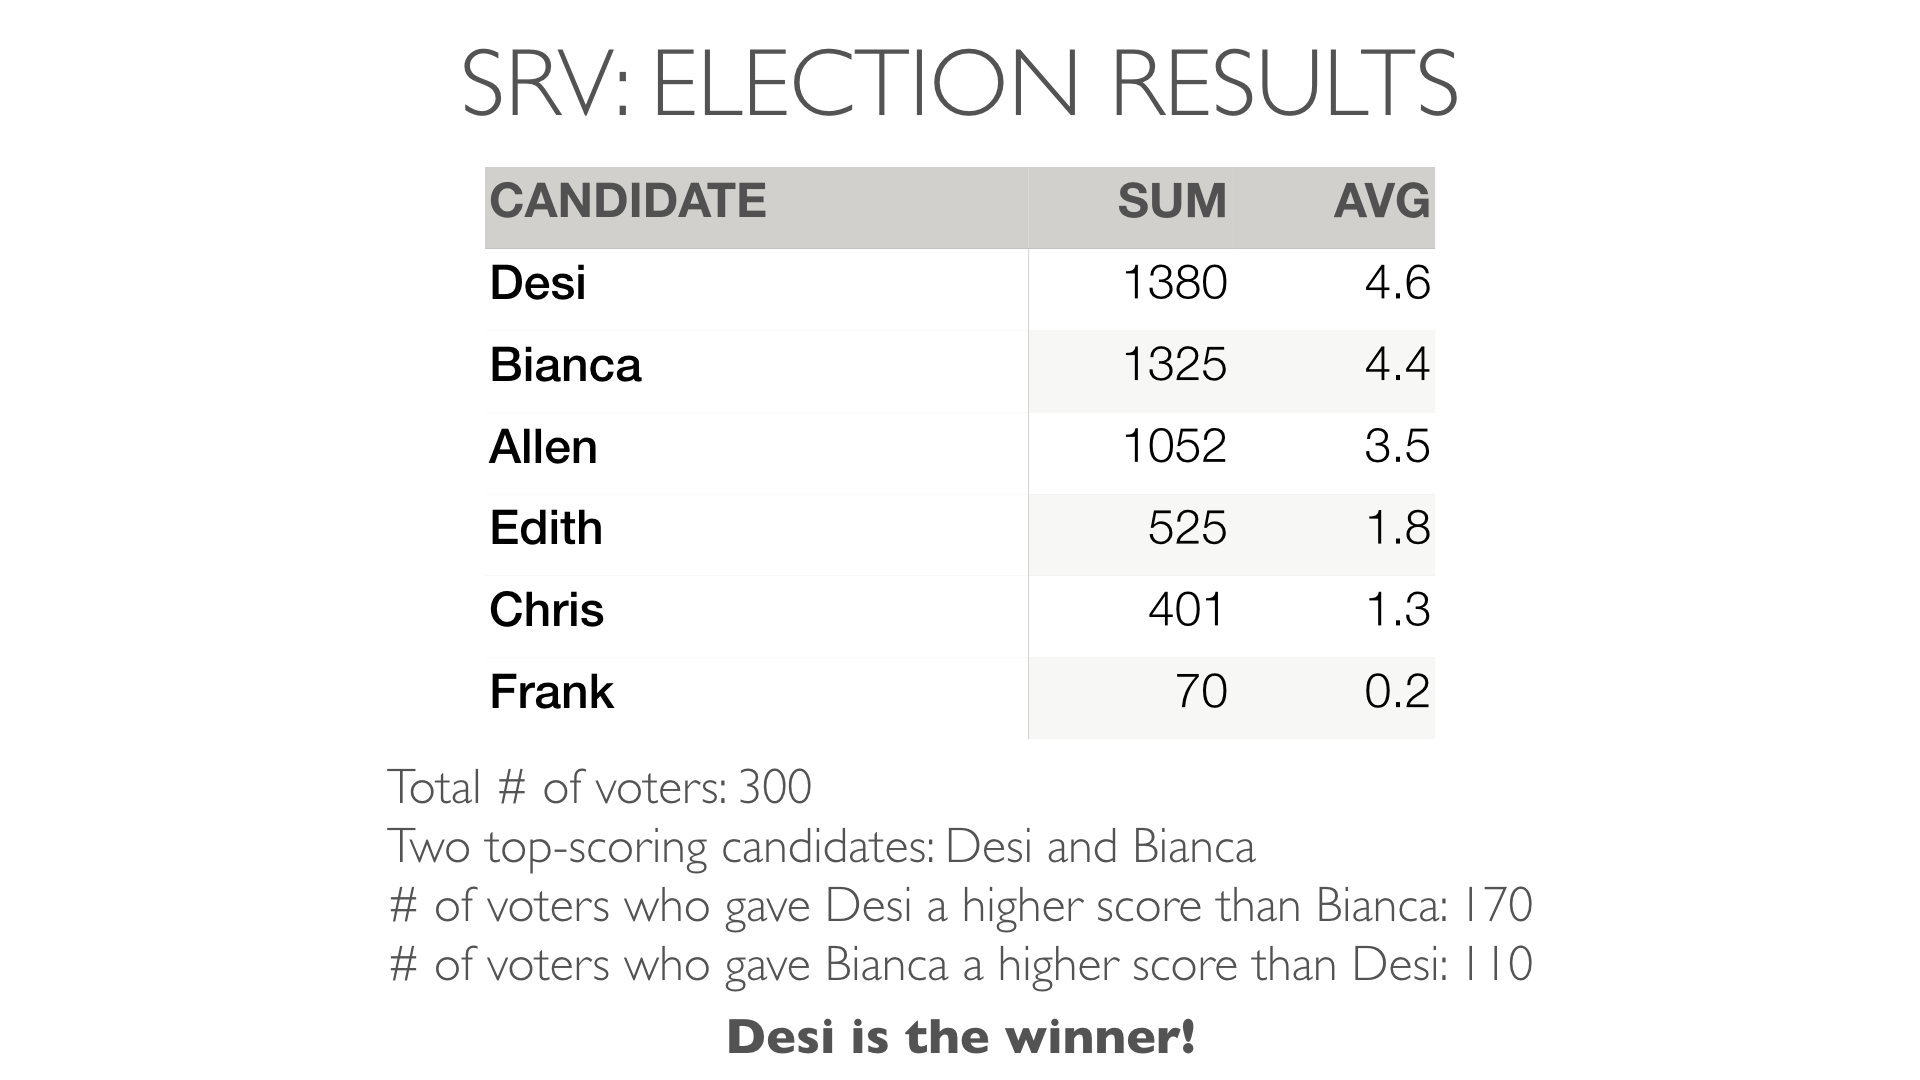 SRV: ELECTION RESULTS
CANDIDATE SUM AVG
Desi 1380 4.6
Bianca 1325 4.4
Allen 1052 3.5
Edith 525 1.8
Chris 401 1.3
Frank 70 0.2
Total # of voters: 300
Two top-scoring candidates: Desi and Bianca
# of voters who gave Desi a higher score than Bianca: 170
# of voters who gave Bianca a higher score than Desi: 110
Desi is the winner!